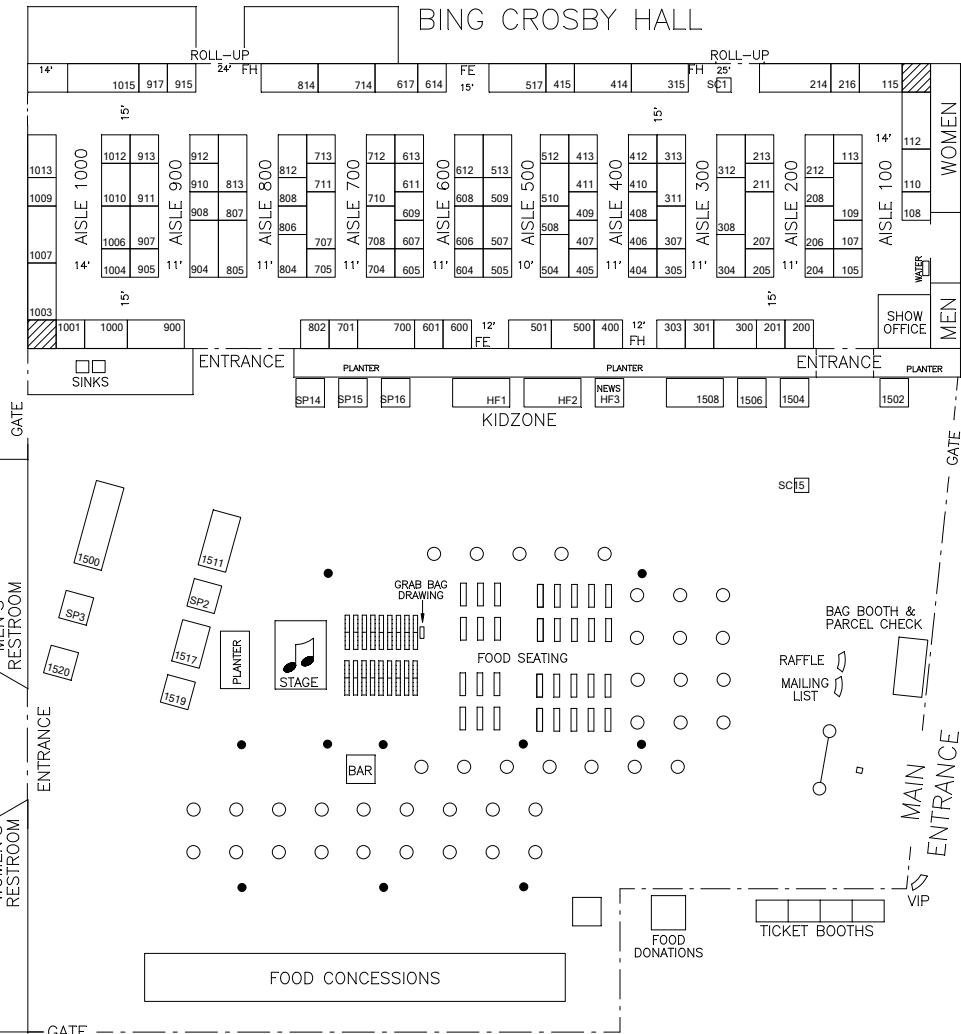 BING CROSBY HALL
ROLL-UP
ROLL-UP
14'
24'
FH
FE
15'
FH
25'
1015 917 915
814 714 617 614
517 415 414 315
SC1
214 216 115
15'
15'
14'
WOMEN
1013
1009
1007
1003
AISLE 1000
14'
15'
1012 913
1010 911
1006 907
1004 905
AISLE 900
11'
912
910 813
908 807
904 805
AISLE 800
11'
713
812
711
808
806
707
804 705
AISLE 700
11'
712 613
611
710
609
708 607
704 605
AISLE 600
11'
612 513
608 509
606 507
604 505
AISLE 500
10'
512 413
411
510
409
508
407
504 405
AISLE 400
11'
412 313
410
311
408
406 307
404 305
AISLE 300
11'
213
312
211
308
207
304 205
AISLE 200
11'
15'
113
212
208
109
206 107
204 105
AISLE 100
112
110
108
WATER
SHOW
OFFICE
MEN
1001 1000 900
802 701 700 601 600
12'
FE
501 500 400
12'
FH
303 301 300 201 200
ENTRANCE
PLANTER
PLANTER
ENTRANCE
PLANTER
SINKS
SP14 SP15 SP16
HF1 HF2
NEWS
HF3
1508 1506 1504 1502
KIDZONE
GATE
GATE
SC15
1500
1511
SP3
SP2
1517
1520
1519
RESTROOM
ENTRANCE
RESTROOM
PLANTER
STAGE
GRAB BAG
DRAWING
FOOD SEATING
BAR
BAG BOOTH &
PARCEL CHECK
RAFFLE
MAILING
LIST
MAIN
ENTRANCE
VIP
TICKET BOOTHS
FOOD
DONATIONS
FOOD CONCESSIONS
GATE